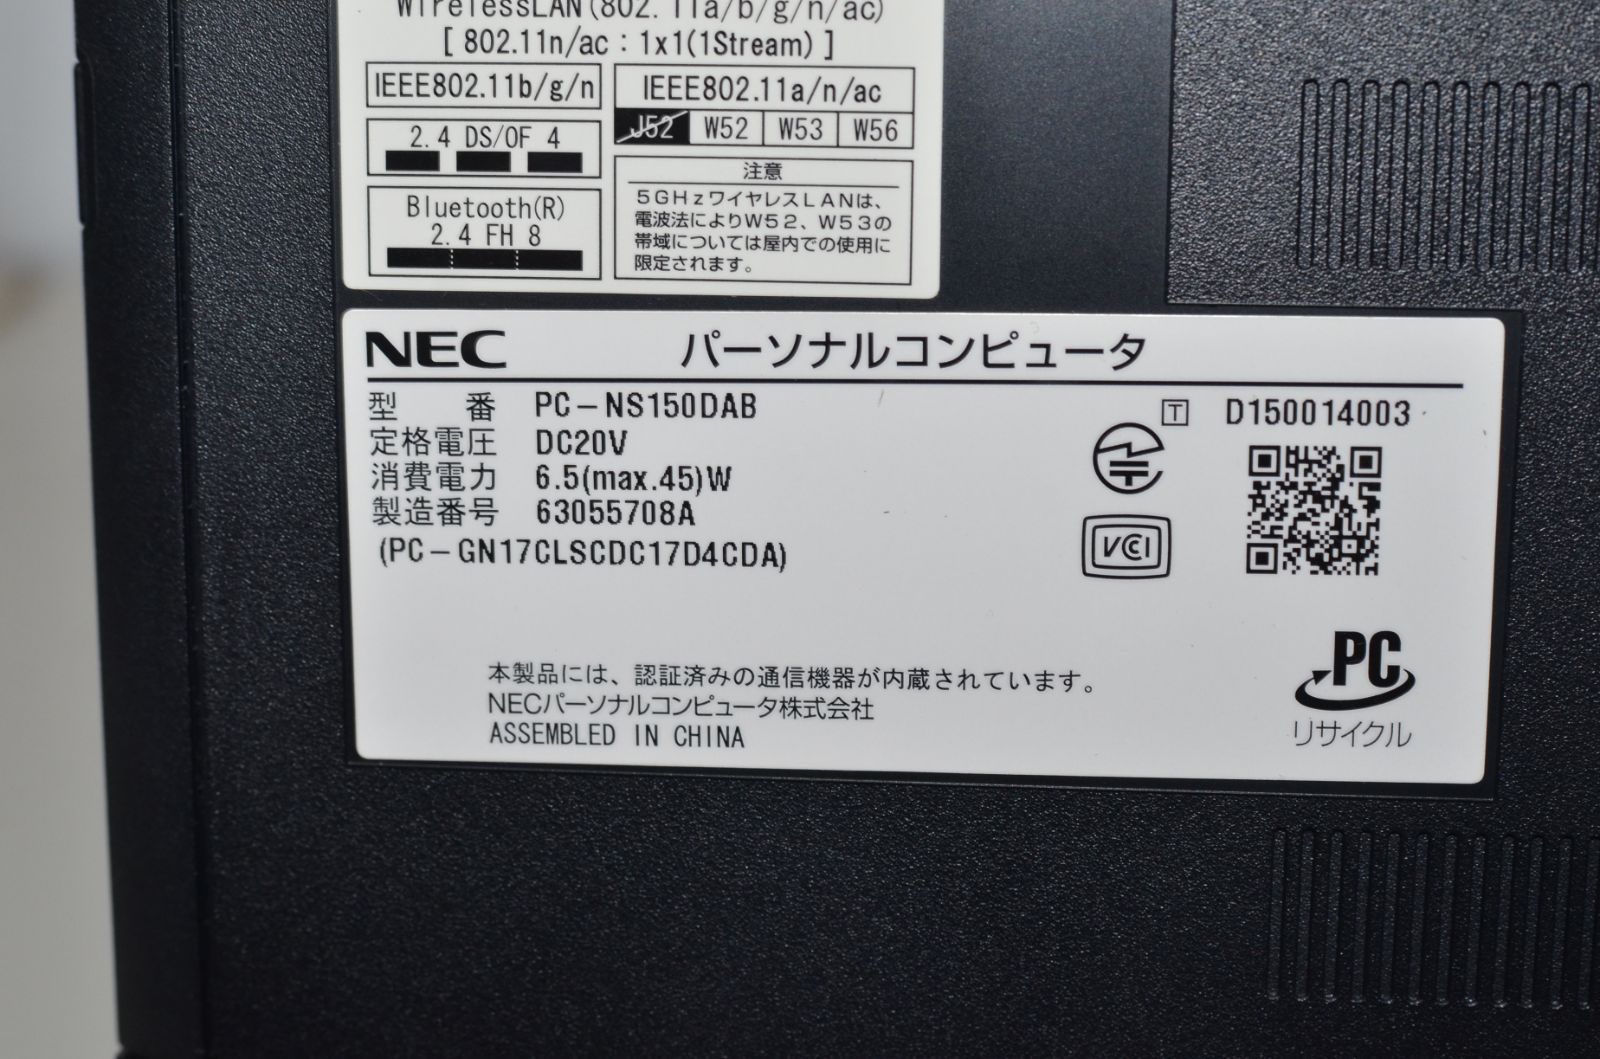 WirelessLAN(802.11a/b/g/n/ac)
[ 802.11n/ac : 1x1(1Stream) ]
IEEE802.11b/g/n
2.4 DS/OF 4
Bluetooth(R)
2.4 FH 8
IEEE802.11a/n/ac
J52 W52 W53 W56
注意
5GHzワイヤレスLANは、
電波法によりW52、W53の
帯域については屋内での使用に
限定されます。
NEC パーソナルコンピュータ
型 番 PC-NS150DAB
定格電圧 DC20V
消費電力 6.5(max.45)W
製造番号 63055708A
(PC-GN17CLSCDC17D4CDA)
T D150014003
VCI
本製品には、認証済みの通信機器が内蔵されています。
NECパーソナルコンピュータ株式会社
ASSEMBLED IN CHINA
PC
リサイクル